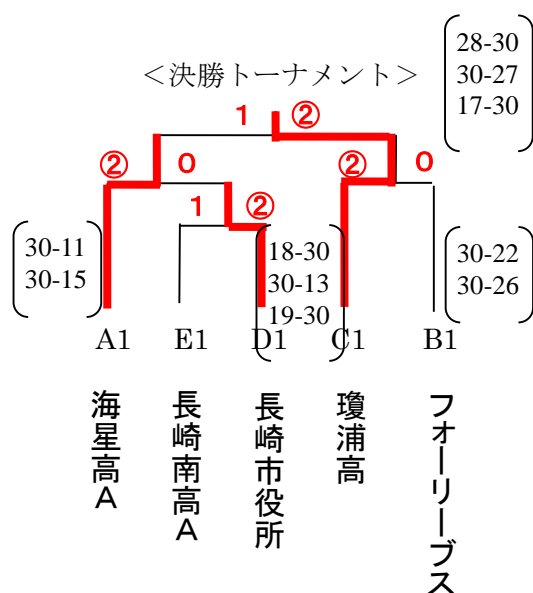 28-30
30-27
17-30
＜決勝トーナメント＞
1 ②
② 0 ② 0
1 ②
30-11
30-15
18-30
30-13
19-30
30-22
30-26
A1 E1 D1 C1 B1
海星高A
長崎南高A
長崎市役所
瓊浦高
フォーリーブス